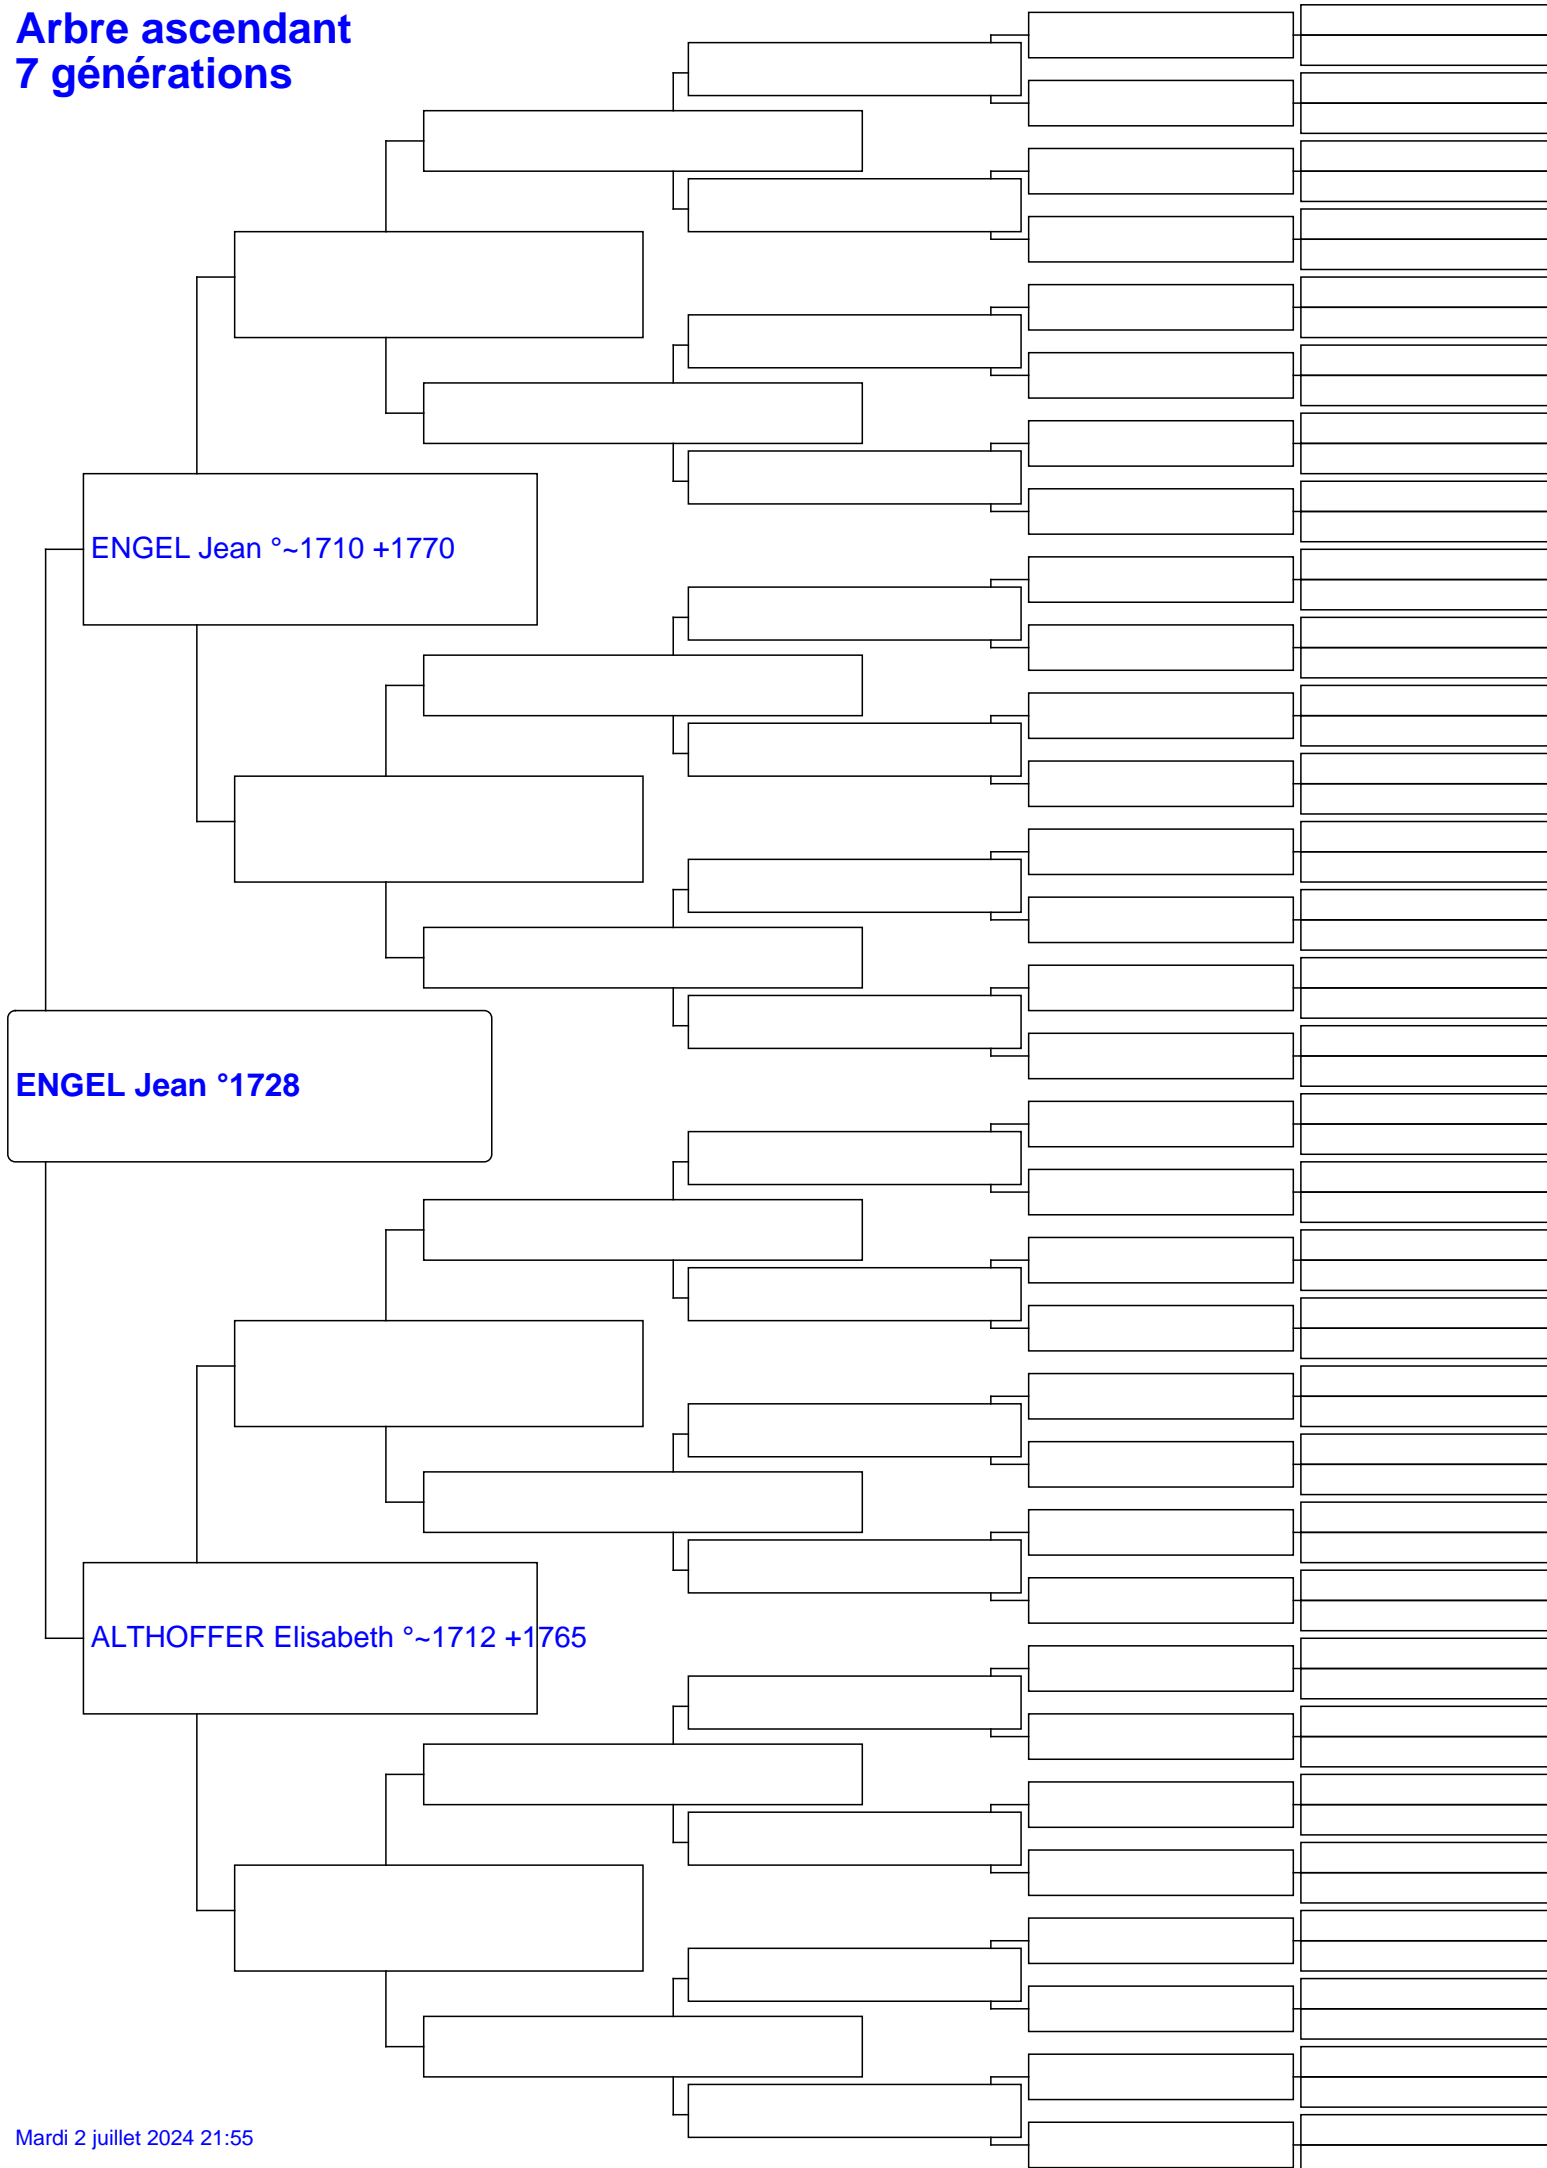 Arbre ascendant
7 générations
ENGEL Jean °~1710 +1770
ENGEL Jean °1728
ALTHOFFER Elisabeth °~1712 +1765
Mardi 2 juillet 2024 21:55